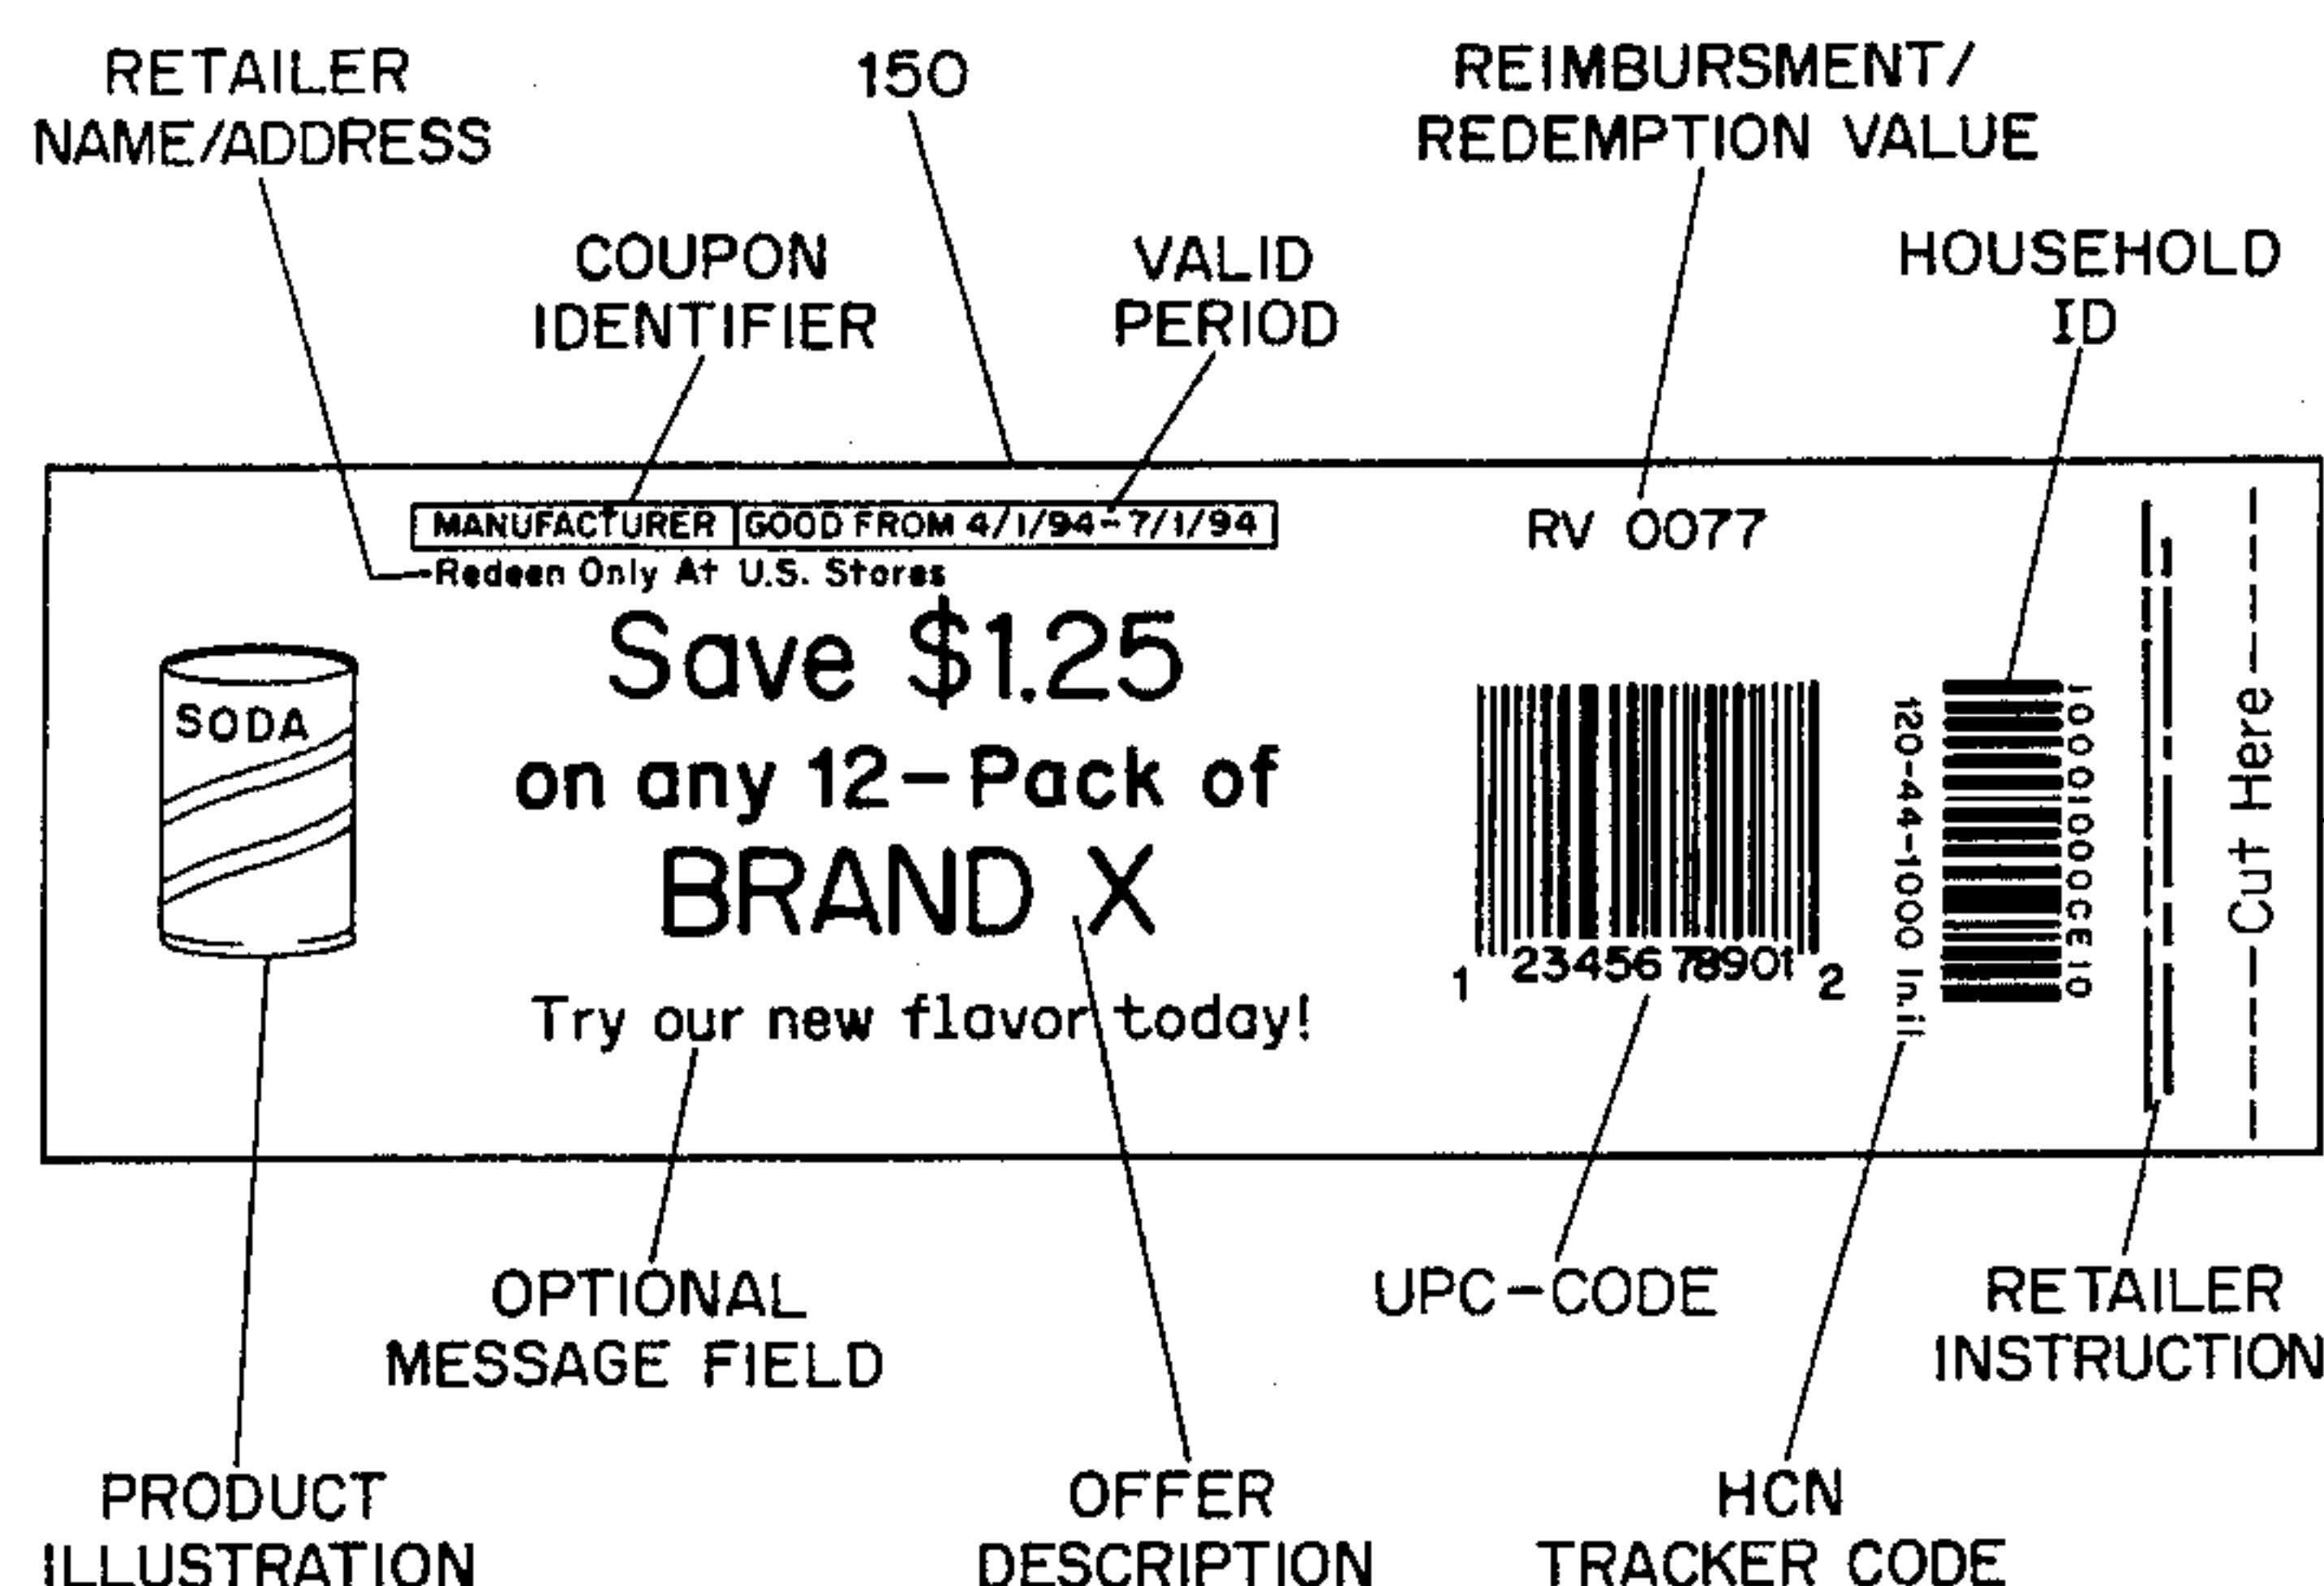 RETAILER
NAME/ADDRESS
150
REIMBURSMENT/
REDEMPTION VALUE
COUPON
IDENTIFIER
VALID
PERIOD
HOUSEHOLD
ID
MANUFACTURER GOOD FROM 4/1/94-7/1/94
RV 0077
Redeen Only At U.S. Stores
Save $1.25
SODA
on any 12-Pack of
BRAND X
Try our new flavor today!
1 23456 78901 2
120-44-1000 In.il
100010000CE10
Cut Here
OPTIONAL
MESSAGE FIELD
UPC-CODE
RETAILER
INSTRUCTION
PRODUCT
ILLUSTRATION
OFFER
DESCRIPTION
HCN
TRACKER CODE